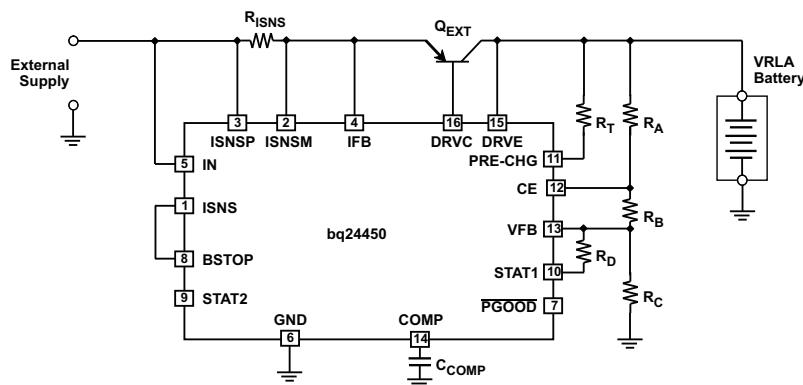 R_ISNS
Q_EXT
External
Supply
VRLA
Battery
3
2
4
16
15
ISNSP
ISNSM
IFB
DRVC
DRVE
R_T
R_A
PRE-CHG
11
5
IN
CE
12
1
ISNS
R_B
bq24450
VFB
13
8
BSTOP
R_D
STAT1
10
9
STAT2
PGOOD
7
R_C
GND
COMP
6
14
C_COMP